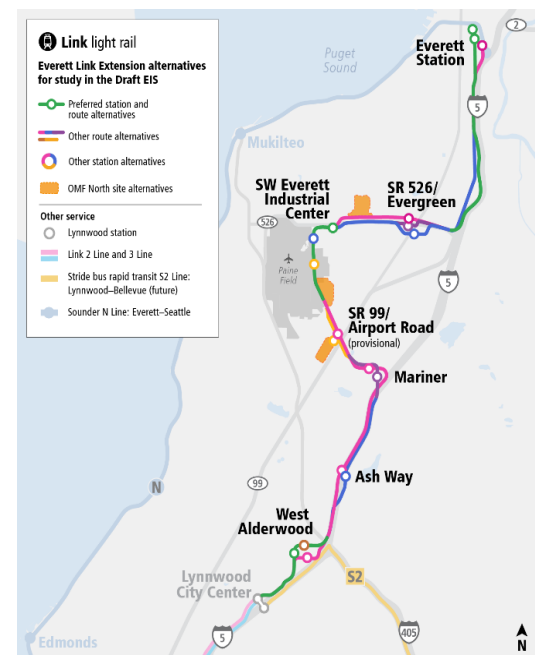 Link light rail
Everett Link Extension alternatives
for study in the Draft EIS
Preferred station and
route alternatives
Other route alternatives
Other station alternatives
OMF North site alternatives
Other service
Lynnwood station
Link 2 Line and 3 Line
Stride bus rapid transit S2 Line:
Lynnwood–Bellevue (future)
Sounder N Line: Everett–Seattle
2
Puget
Sound
Everett
Station
5
Mukilteo
SW Everett
Industrial
Center
SR 526/
Evergreen
526
Paine
Field
5
SR 99/
Airport Road
(provisional)
Mariner
Ash Way
99
N
West
Alderwood
Lynnwood
City Center
S2
5
405
Edmonds
N